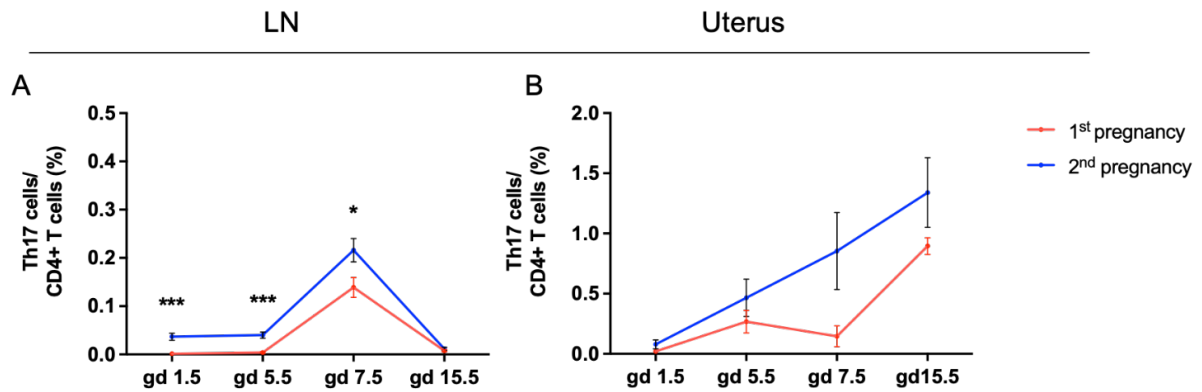 LN
Uterus
A
Th17 cells/
CD4+ T cells (%)
0.5
0.4
0.3
0.2
0.1
0.0
***
***
*
gd 1.5
gd 5.5
gd 7.5
gd 15.5
B
Th17 cells/
CD4+ T cells (%)
2.0
1.5
1.0
0.5
0.0
gd 1.5
gd 5.5
gd 7.5
gd15.5
1st pregnancy
2nd pregnancy